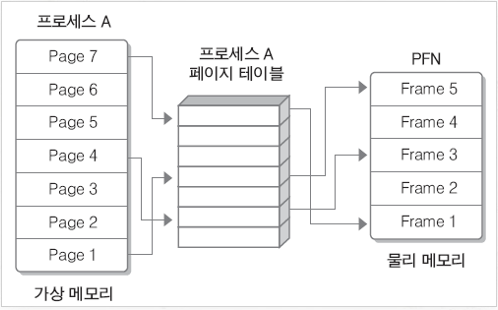 프로세스 A
Page 7
Page 6
Page 5
Page 4
Page 3
Page 2
Page 1
가상 메모리
프로세스 A
페이지 테이블
PFN
Frame 5
Frame 4
Frame 3
Frame 2
Frame 1
물리 메모리